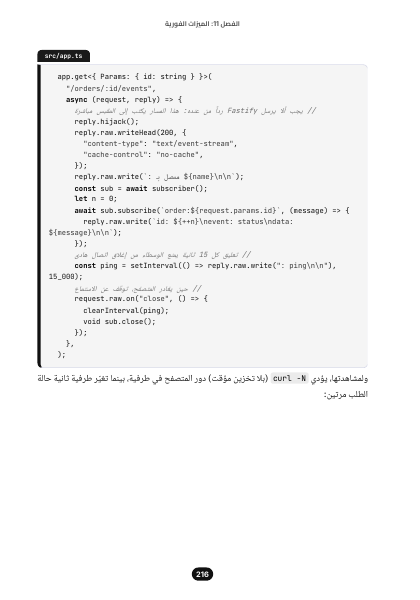 الفصل 11: الميزات الفورية
src/app.ts
app.get<{ Params: { id: string } }>(
"/orders/:id/events",
async (request, reply) => {
// يجب ألا يرسل Fastify رداً من عنده: هذا المسار يكتب إلى المقبس مباشرة
reply.hijack();
reply.raw.writeHead(200, {
"content-type": "text/event-stream",
"cache-control": "no-cache",
});
reply.raw.write(`: متصل بـ ${name}\n\n`);
const sub = await subscriber();
let n = 0;
await sub.subscribe(`order:${request.params.id}`, (message) => {
reply.raw.write(`id: ${++n}\nevent: status\ndata:
${message}\n\n`);
});
// تعليق كل 15 ثانية يمنع الوسطاء من إغلاق اتصال هادئ
const ping = setInterval(() => reply.raw.write(": ping\n\n"),
15_000);
// حين يغادر المتصفح، توقف عن الاستماع
request.raw.on("close", () => {
clearInterval(ping);
void sub.close();
});
},
);
ولمشاهدتها، يؤدي curl -N (بلا تخزين مؤقت) دور المتصفح في طرفية، بينما تغيّر طرفية ثانية حالة
الطلب مرتين:
216